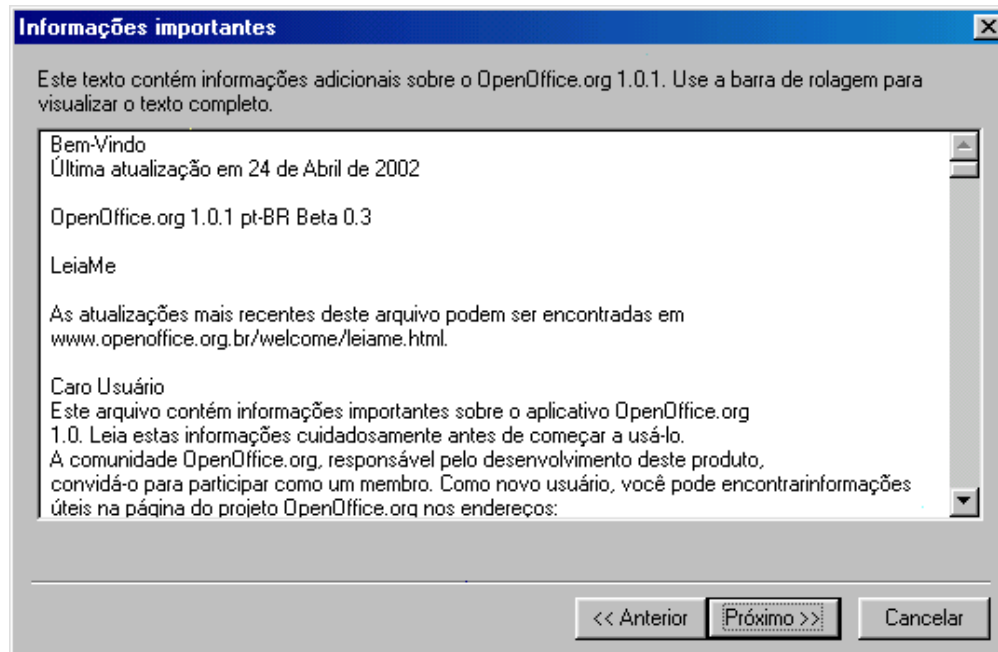 Informações importantes
Este texto contém informações adicionais sobre o OpenOffice.org 1.0.1. Use a barra de rolagem para
visualizar o texto completo.
Bem-Vindo
Última atualização em 24 de Abril de 2002
OpenOffice.org 1.0.1 pt-BR Beta 0.3
LeiaMe
As atualizações mais recentes deste arquivo podem ser encontradas em
www.openoffice.org.br/welcome/leiame.html.
Caro Usuário
Este arquivo contém informações importantes sobre o aplicativo OpenOffice.org
1.0. Leia estas informações cuidadosamente antes de começar a usá-lo.
A comunidade OpenOffice.org, responsável pelo desenvolvimento deste produto,
convidá-o para participar como um membro. Como novo usuário, você pode encontrarinformações
úteis na página do projeto OpenOffice.org nos endereços:
<< Anterior Próximo >> Cancelar